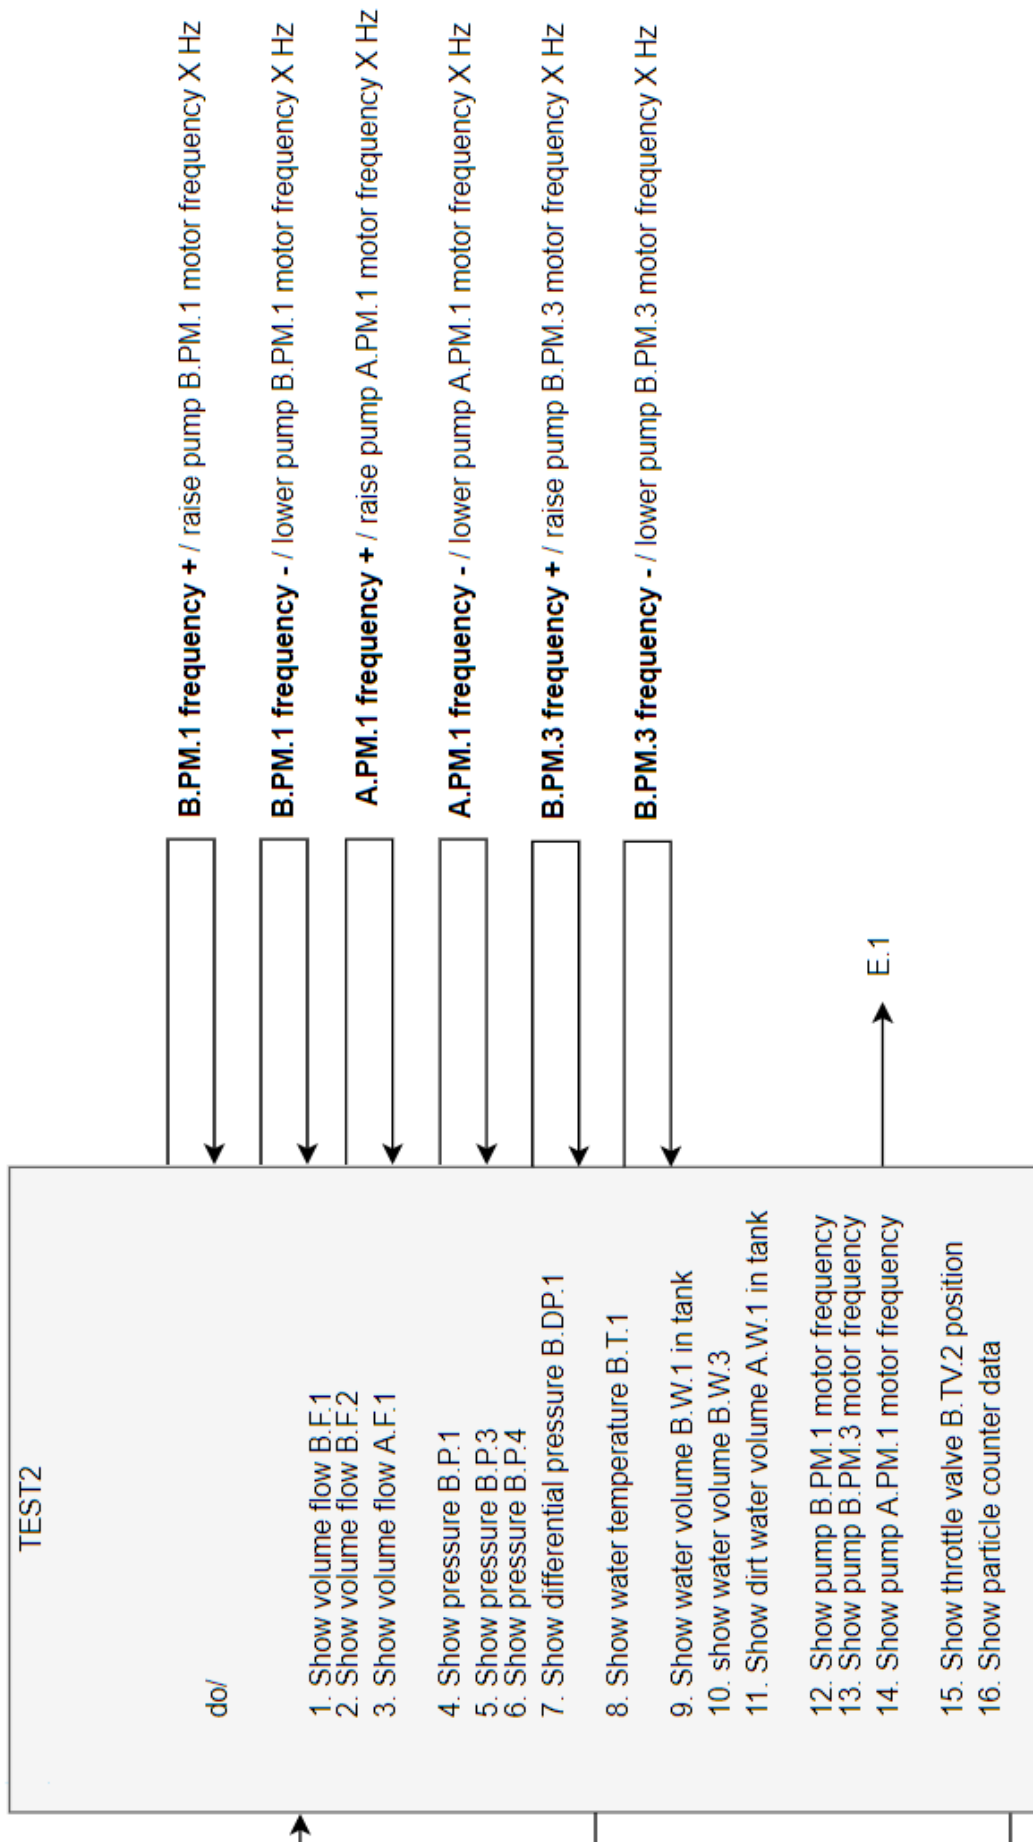 TEST2
do/
1. Show volume flow B.F.1
2. Show volume flow B.F.2
3. Show volume flow A.F.1
4. Show pressure B.P.1
5. Show pressure B.P.3
6. Show pressure B.P.4
7. Show differential pressure B.DP.1
8. Show water temperature B.T.1
9. Show water volume B.W.1 in tank
10. show water volume B.W.3
11. Show dirt water volume A.W.1 in tank
12. Show pump B.PM.1 motor frequency
13. Show pump B.PM.3 motor frequency
14. Show pump A.PM.1 motor frequency
15. Show throttle valve B.TV.2 position
16. Show particle counter data
B.PM.1 frequency + / raise pump B.PM.1 motor frequency X Hz
B.PM.1 frequency - / lower pump B.PM.1 motor frequency X Hz
A.PM.1 frequency + / raise pump A.PM.1 motor frequency X Hz
A.PM.1 frequency - / lower pump A.PM.1 motor frequency X Hz
B.PM.3 frequency + / raise pump B.PM.3 motor frequency X Hz
B.PM.3 frequency - / lower pump B.PM.3 motor frequency X Hz
E.1